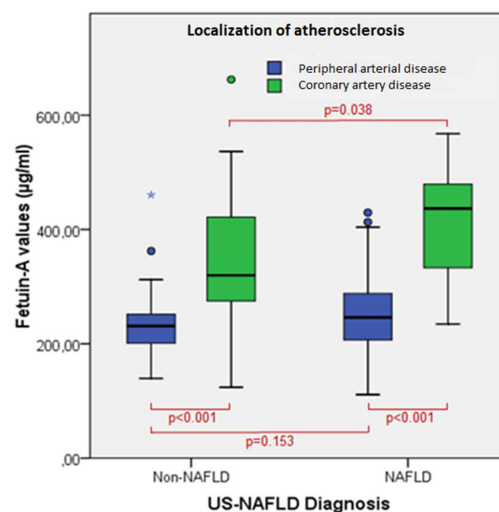 Localization of atherosclerosis
Peripheral arterial disease
Coronary artery disease
p=0.038
600,00
400,00
200,00
,00
Fetuin-A values (µg/ml)
p<0.001
p<0.001
p=0.153
Non-NAFLD
NAFLD
US-NAFLD Diagnosis